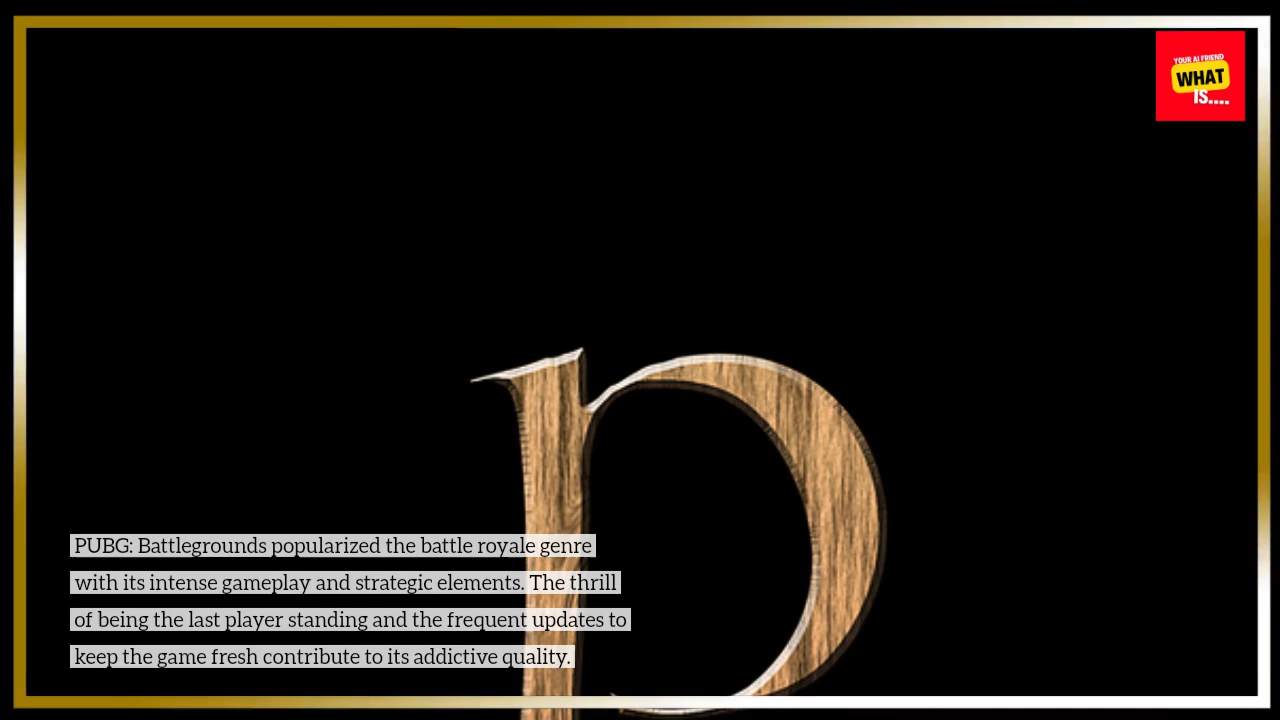 YOUR AI FRIEND
WHAT
IS....
p
PUBG: Battlegrounds popularized the battle royale genre
with its intense gameplay and strategic elements. The thrill
of being the last player standing and the frequent updates to
keep the game fresh contribute to its addictive quality.